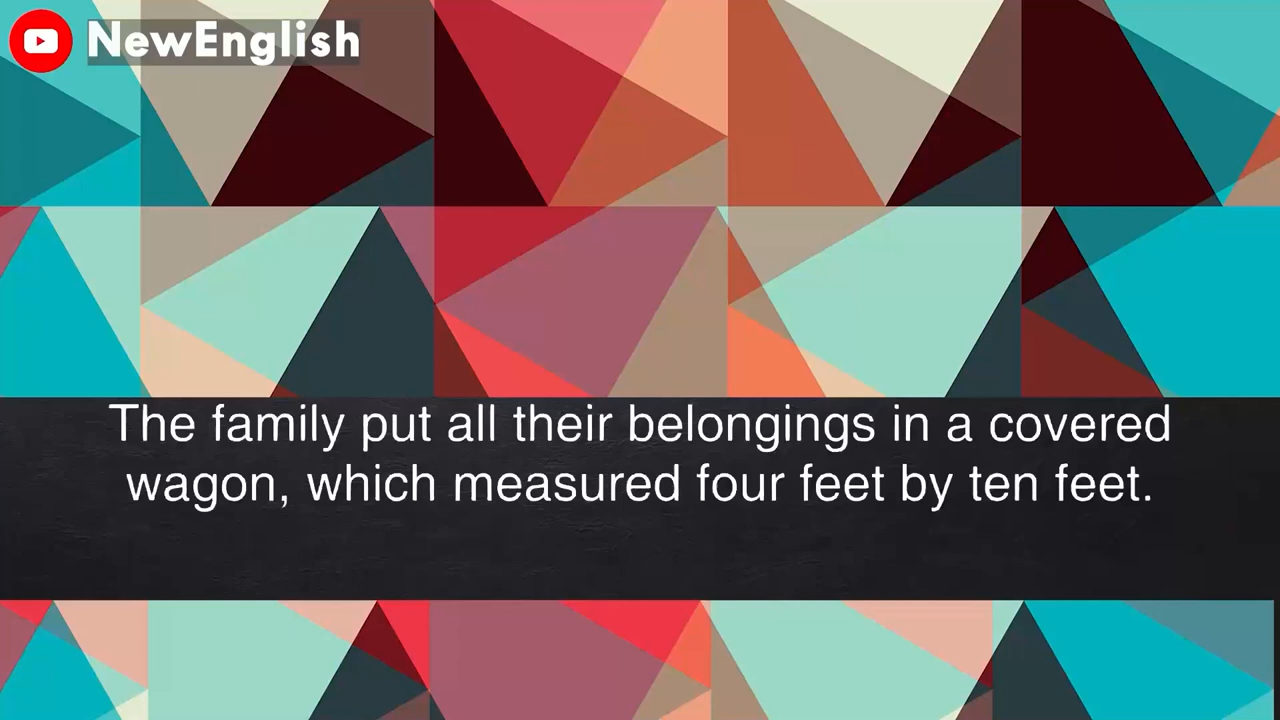 NewEnglish
The family put all their belongings in a covered
wagon, which measured four feet by ten feet.